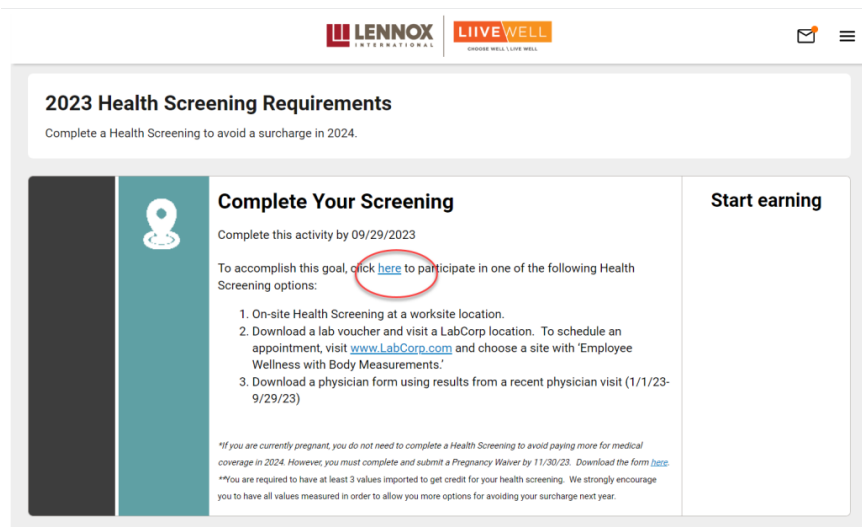 LENNOX
INTERNATIONAL
LIIVEWELL
CHOOSE WELL \ LIVE WELL
2023 Health Screening Requirements
Complete a Health Screening to avoid a surcharge in 2024.
Complete Your Screening
Start earning
Complete this activity by 09/29/2023
To accomplish this goal, click here to participate in one of the following Health
Screening options:
1. On-site Health Screening at a worksite location.
2. Download a lab voucher and visit a LabCorp location. To schedule an
appointment, visit www.LabCorp.com and choose a site with ‘Employee
Wellness with Body Measurements.’
3. Download a physician form using results from a recent physician visit (1/1/23-
9/29/23)
*If you are currently pregnant, you do not need to complete a Health Screening to avoid paying more for medical
coverage in 2024. However, you must complete and submit a Pregnancy Waiver by 11/30/23. Download the form here.
**You are required to have at least 3 values imported to get credit for your health screening. We strongly encourage
you to have all values measured in order to allow you more options for avoiding your surcharge next year.